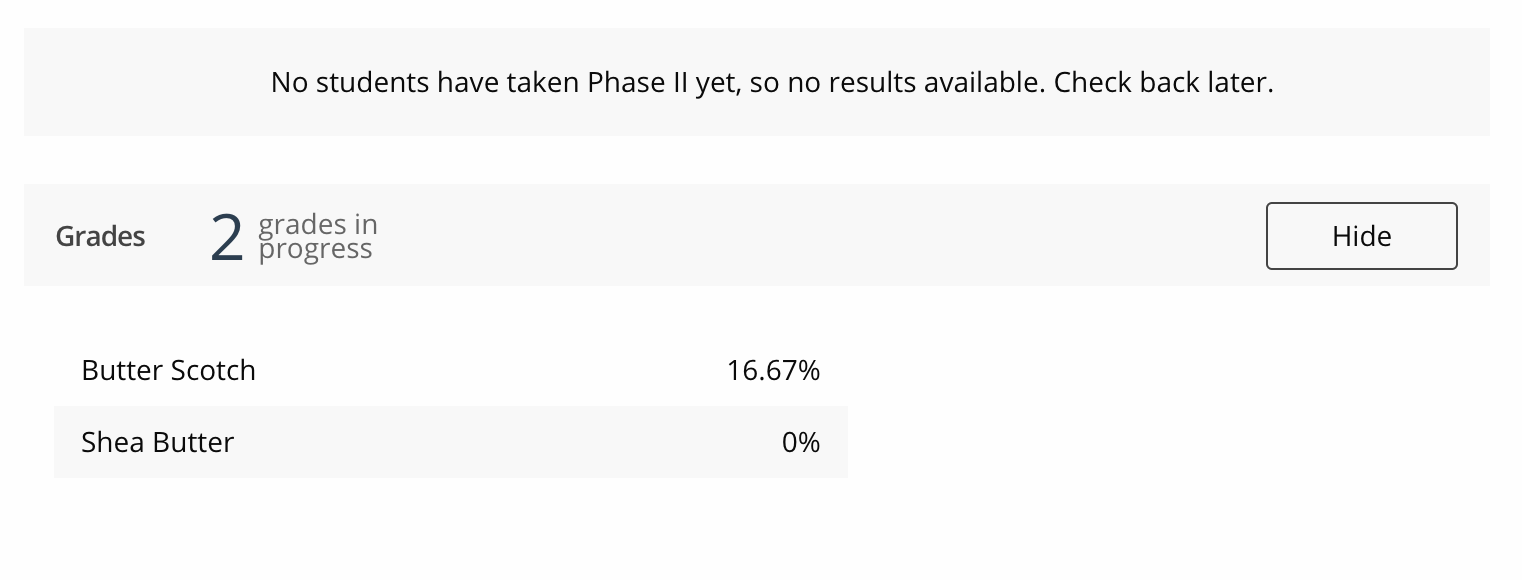 No students have taken Phase II yet, so no results available. Check back later.
Grades
2
grades in
progress
Hide
Butter Scotch 16.67%
Shea Butter 0%